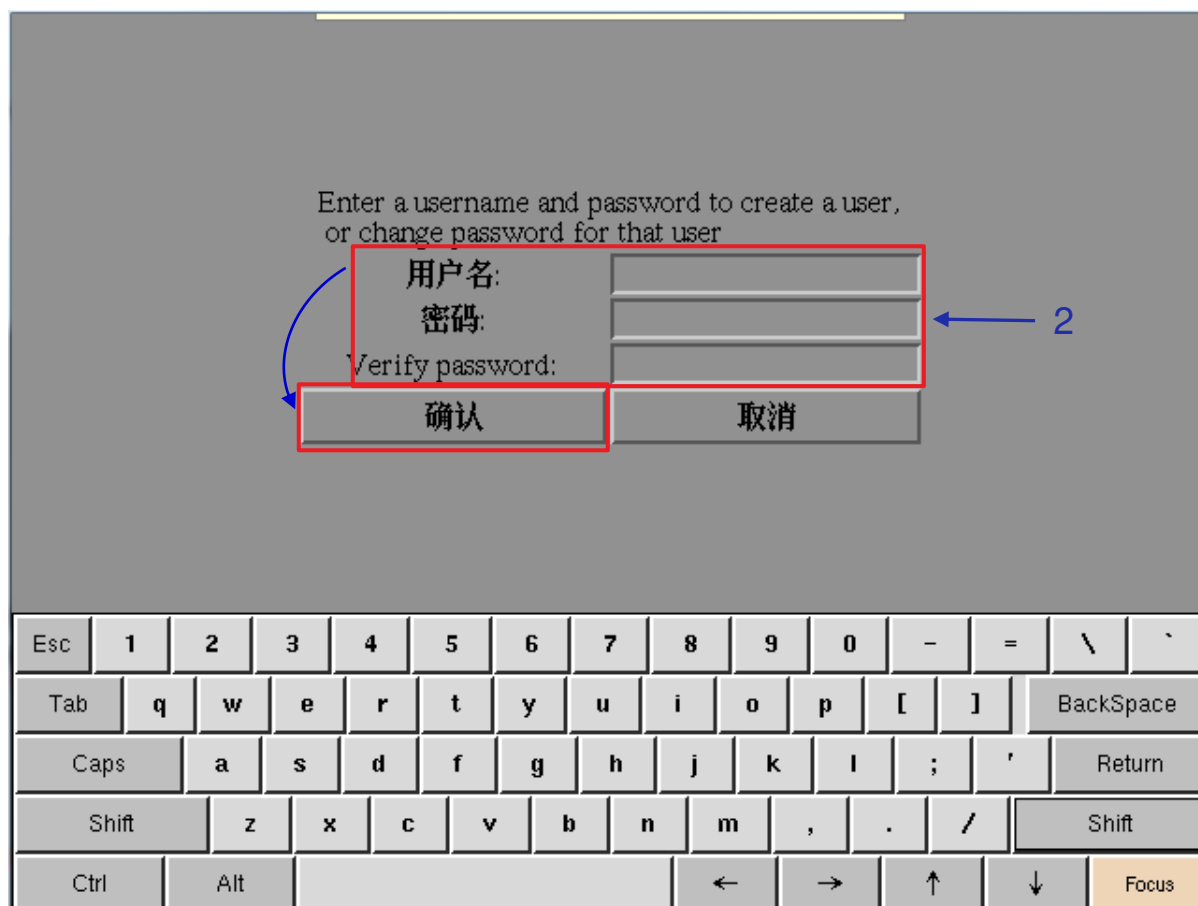 Enter a username and password to create a user,
or change password for that user
用户名:
密码:
2
Verify password:
确认 取消
Esc 1 2 3 4 5 6 7 8 9 0 - = \ `
Tab q w e r t y u i o p [ ] BackSpace
Caps a s d f g h j k l ; ' Return
Shift z x c v b n m , . / Shift
Ctrl Alt ← → ↑ ↓ Focus